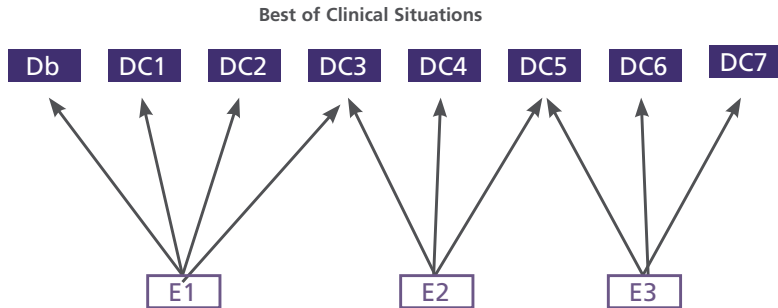 Best of Clinical Situations
Db DC1 DC2 DC3 DC4 DC5 DC6 DC7
E1 E2 E3